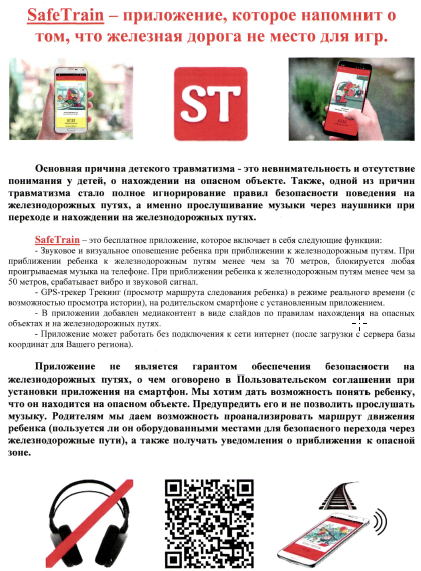 SafeTrain – приложение, которое напомнит о
том, что железная дорога не место для игр.
ST
Основная причина детского травматизма - это невнимательность и отсутствие
понимания у детей, о нахождении на опасном объекте. Также, одной из причин
травматизма стало полное игнорирование правил безопасности поведения на
железнодорожных путях, а именно прослушивание музыки через наушники при
переходе и нахождении на железнодорожных путях.
SafeTrain – это бесплатное приложение, которое включает в себя следующие функции:
- Звуковое и визуальное оповещение ребенка при приближении к железнодорожным путям. При
приближении ребенка к железнодорожным путям менее чем за 70 метров, блокируется любая
проигрываемая музыка на телефоне. При приближении ребенка к железнодорожным путям менее чем за
50 метров, срабатывает вибро и звуковой сигнал.
- GPS-трекер Трекинг (просмотр маршрута следования ребенка) в режиме реального времени (с
возможностью просмотра истории), на родительском смартфоне с установленным приложением.
- В приложении добавлен медиаконтент в виде слайдов по правилам нахождения на опасных
объектах и на железнодорожных путях.
- Приложение может работать без подключения к сети интернет (после загрузки с сервера базы
координат для Вашего региона).
Приложение не является гарантом обеспечения безопасности на
железнодорожных путях, о чем оговорено в Пользовательском соглашении при
установки приложения на смартфон. Мы хотим дать возможность понять ребенку,
что он находится на опасном объекте. Предупредить его и не позволить прослушать
музыку. Родителям мы даем возможность проанализировать маршрут движения
ребенка (пользуется ли он оборудованными местами для безопасного перехода через
железнодорожные пути), а также получать уведомления о приближении к опасной
зоне.